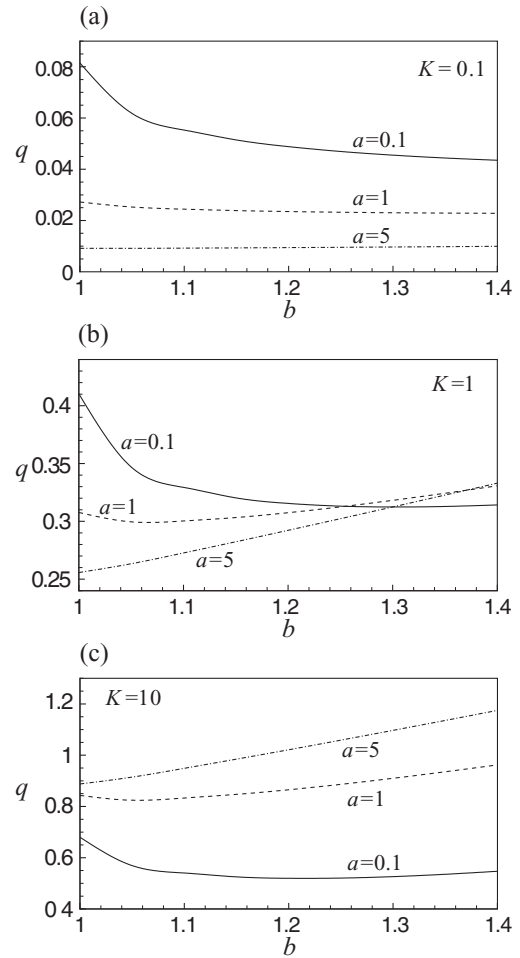 (a)
0.08
K = 0.1
0.06
q
a=0.1
0.04
a=1
0.02
a=5
0
1 1.1 1.2 1.3 1.4
b
(b)
K=1
0.4
a=0.1
q
0.35
a=1
0.3
a=5
0.25
1 1.1 1.2 1.3 1.4
b
(c)
K=10
1.2
a=5
1
q
a=1
0.8
0.6
a=0.1
0.4
1 1.1 1.2 1.3 1.4
b